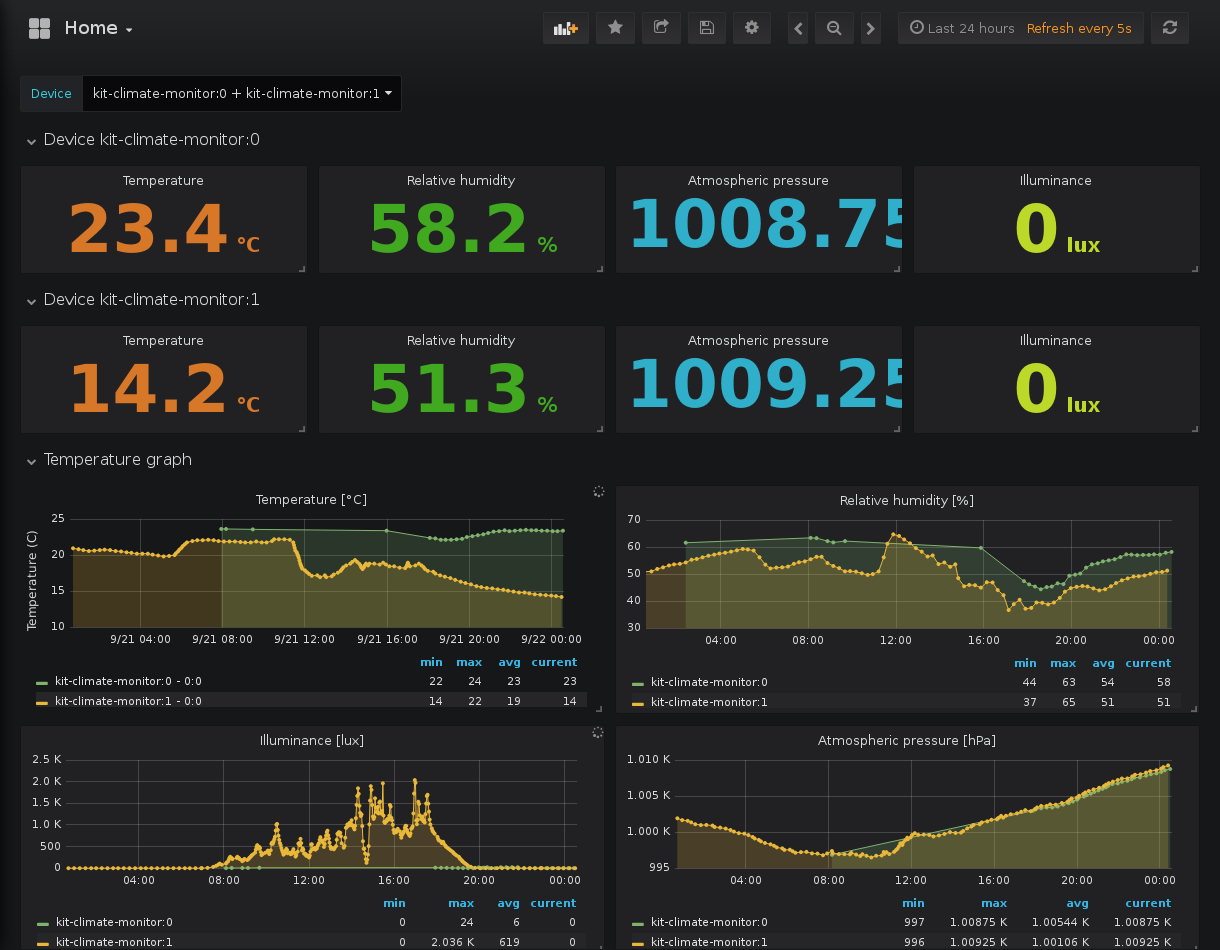 Home
Last 24 hours Refresh every 5s
Device kit-climate-monitor:0 + kit-climate-monitor:1
Device kit-climate-monitor:0
Temperature Relative humidity Atmospheric pressure Illuminance
23.4 °C 58.2 % 1008.75 0 lux
Device kit-climate-monitor:1
Temperature Relative humidity Atmospheric pressure Illuminance
14.2 °C 51.3 % 1009.25 0 lux
Temperature graph
Temperature [°C]
Temperature (C)
25
20
15
10
9/21 04:00 9/21 08:00 9/21 12:00 9/21 16:00 9/21 20:00 9/22 00:00
min max avg current
kit-climate-monitor:0 - 0:0 22 24 23 23
kit-climate-monitor:1 - 0:0 14 22 19 14
Relative humidity [%]
70
60
50
40
30
04:00 08:00 12:00 16:00 20:00 00:00
min max avg current
kit-climate-monitor:0 44 63 54 58
kit-climate-monitor:1 37 65 51 51
Illuminance [lux]
2.5 K
2.0 K
1.5 K
1.0 K
500
0
04:00 08:00 12:00 16:00 20:00 00:00
min max avg current
kit-climate-monitor:0 0 24 6 0
kit-climate-monitor:1 0 2.036 K 619 0
Atmospheric pressure [hPa]
1.010 K
1.005 K
1.000 K
995
04:00 08:00 12:00 16:00 20:00 00:00
min max avg current
kit-climate-monitor:0 997 1.00875 K 1.00544 K 1.00875 K
kit-climate-monitor:1 996 1.00925 K 1.00106 K 1.00925 K